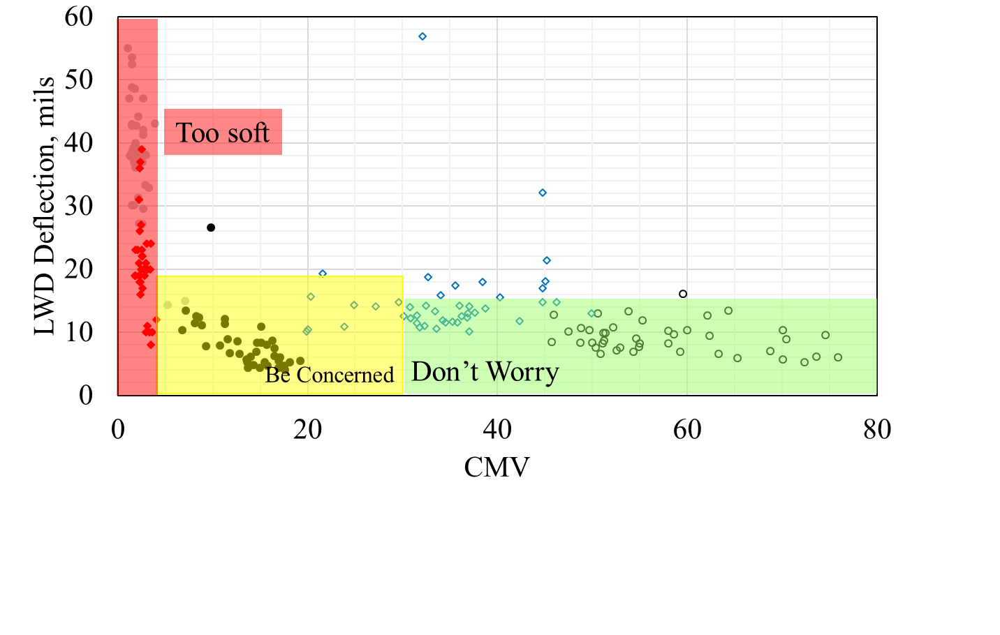 60
50
40
30
20
10
0
LWD Deflection, mils
Too soft
Be Concerned
Don’t Worry
0 20 40 60 80
CMV